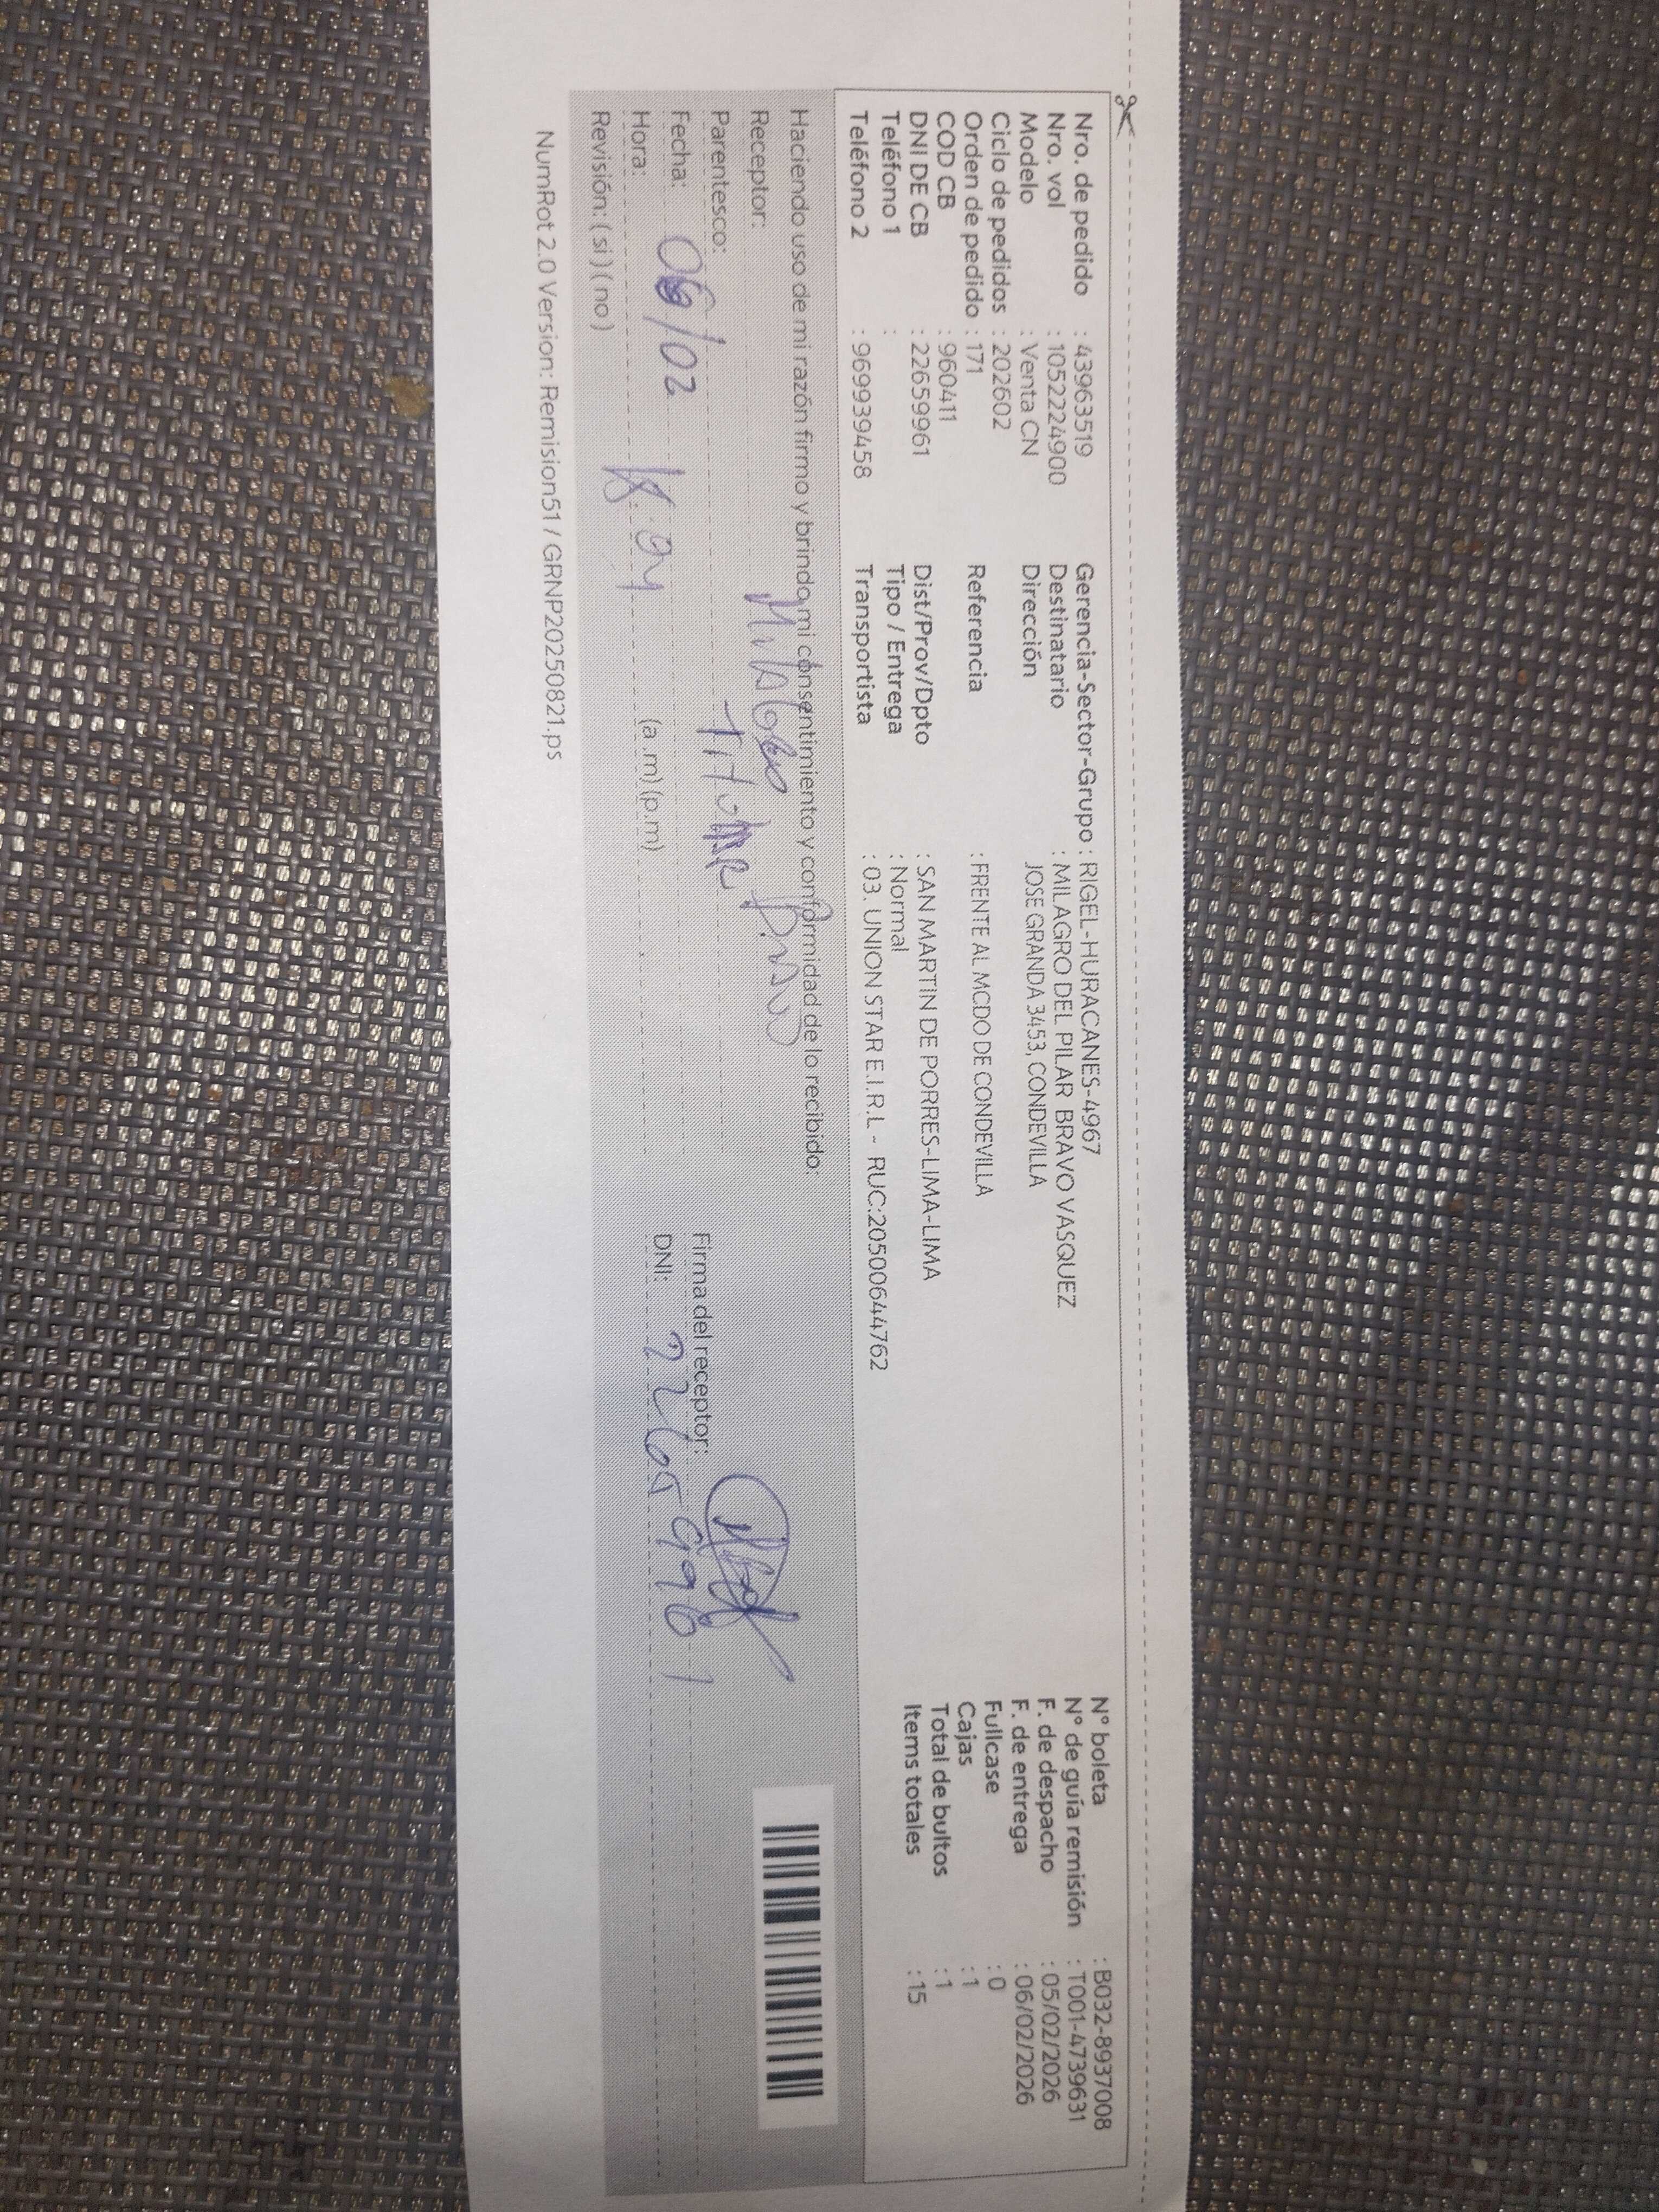 Nro. de pedido : 43963519
Nro. vol : 1052224900
Modelo : Venta CN
Ciclo de pedidos : 202602
Orden de pedido : 171
COD CB : 960411
DNI DE CB : 22659961
Teléfono 1 :
Teléfono 2 : 969939458
Gerencia-Sector-Grupo : RIGEL-HURACANES-4967
Destinatario : MILAGRO DEL PILAR BRAVO VASQUEZ
Dirección JOSE GRANDA 3453, CONDEVILLA
Referencia : FRENTE AL MCDO DE CONDEVILLA
Dist/Prov/Dpto : SAN MARTIN DE PORRES-LIMA-LIMA
Tipo / Entrega : Normal
Transportista : 03. UNION STAR E.I.R.L - RUC:20500644762
N° boleta : B032-8937008
N° de guía remisión : T001-4739631
F. de despacho : 05/02/2026
F. de entrega : 06/02/2026
Fullcase : 0
Cajas : 1
Total de bultos : 1
Items totales : 15
Haciendo uso de mi razón firmo y brindo mi consentimiento y conformidad de lo recibido:
Receptor:
Parentesco: Titular
Fecha: 06/02
Hora: (a.m) (p.m)
Revisión: ( si ) ( no )
Firma del receptor:
DNI: 22659961
NumRot 2.0 Version: Remision51 / GRNP20250821.ps